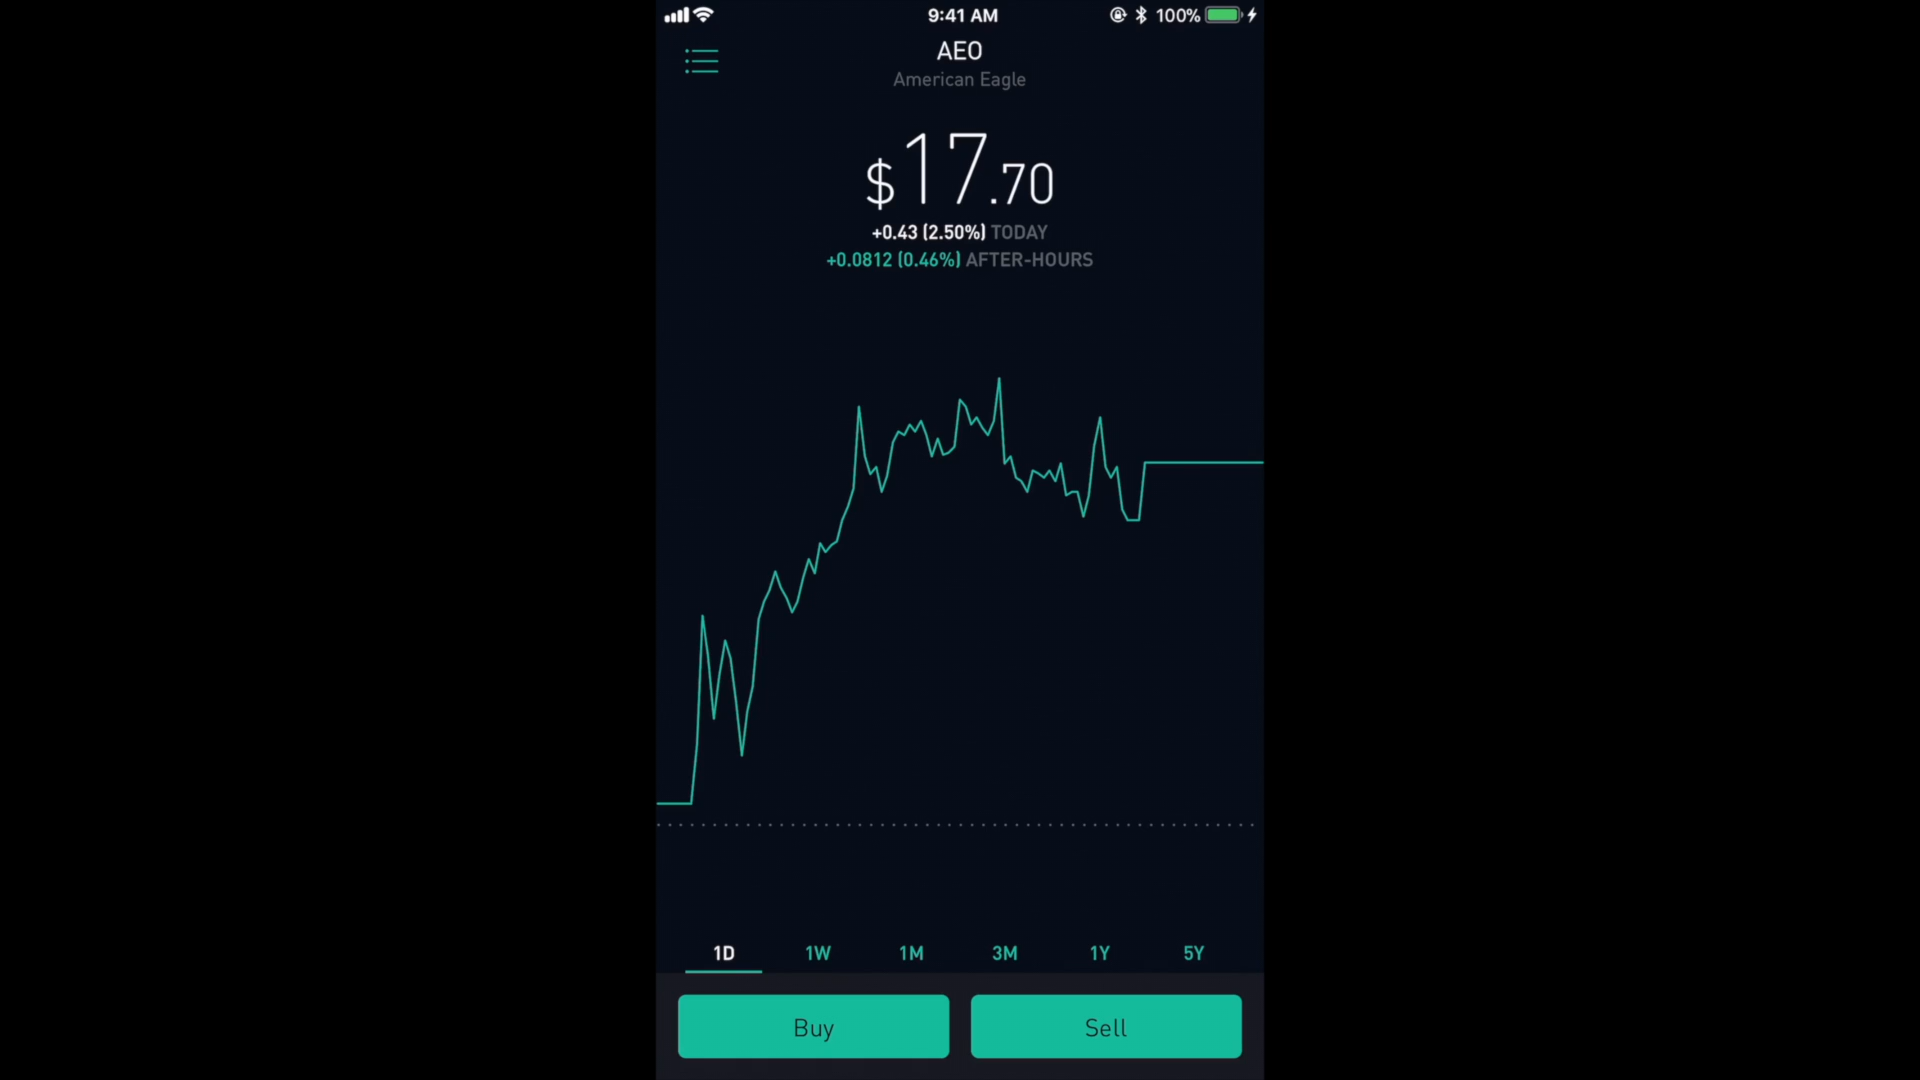 9:41 AM 100%
AEO
American Eagle
$17.70
+0.43 (2.50%) TODAY
+0.0812 (0.46%) AFTER-HOURS
1D 1W 1M 3M 1Y 5Y
Buy Sell